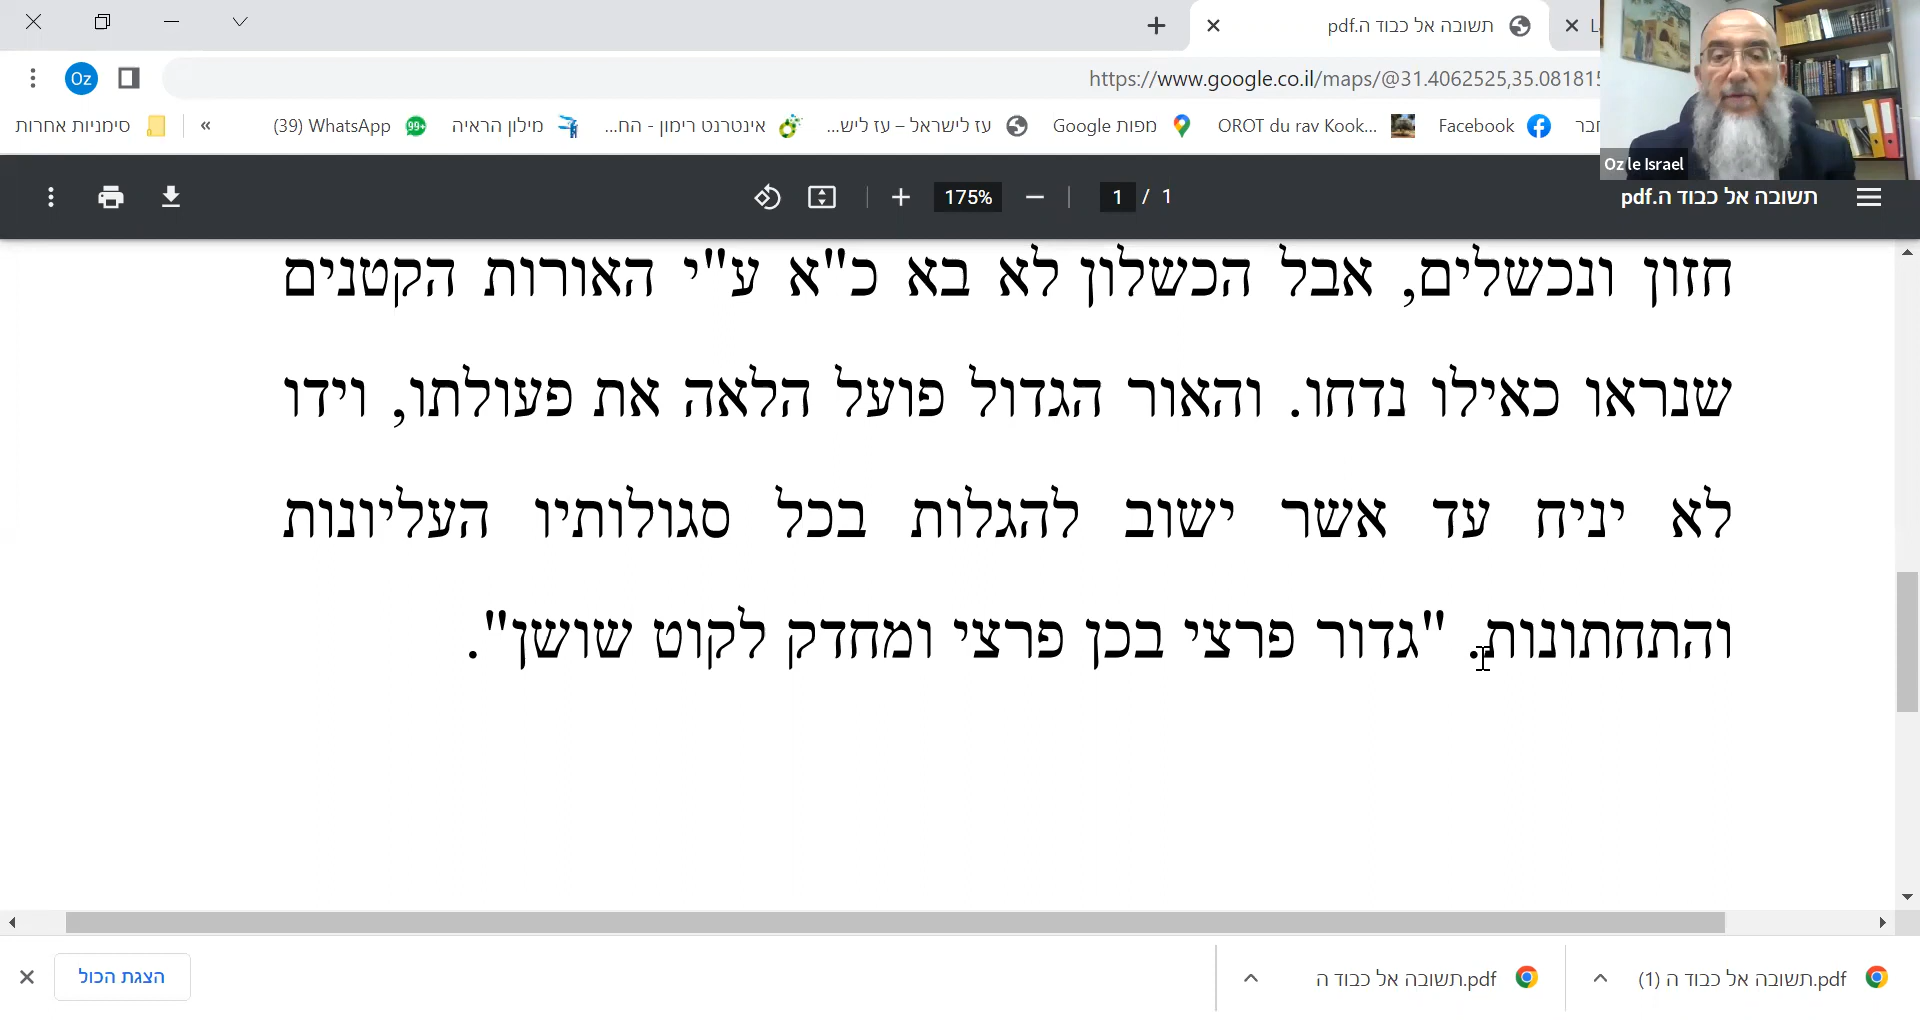 תשובה אל כבוד ה.pdf
L
https://www.google.co.il/maps/@31.4062525,35.081815
Oz
חבר
Facebook
OROT du rav Kook...
מפות Google
עז לישראל – עז ליש...
אינטרנט רימון - הח...
מילון הראיה
(39) WhatsApp
99+
«
סימניות אחרות
Oz le Israel
תשובה אל כבוד ה.pdf
1 / 1
175%
חזון ונכשלים, אבל הכשלון לא בא כ"א ע"י האורות הקטנים
שנראו כאילו נדחו. והאור הגדול פועל הלאה את פעולתו, וידו
לא יניח עד אשר ישוב להגלות בכל סגולותיו העליונות
והתחתונות. "גדור פרצי בכן פרצי ומחדק לקוט שושן".
תשובה אל כבוד ה (1).pdf
תשובה אל כבוד ה.pdf
הצגת הכול